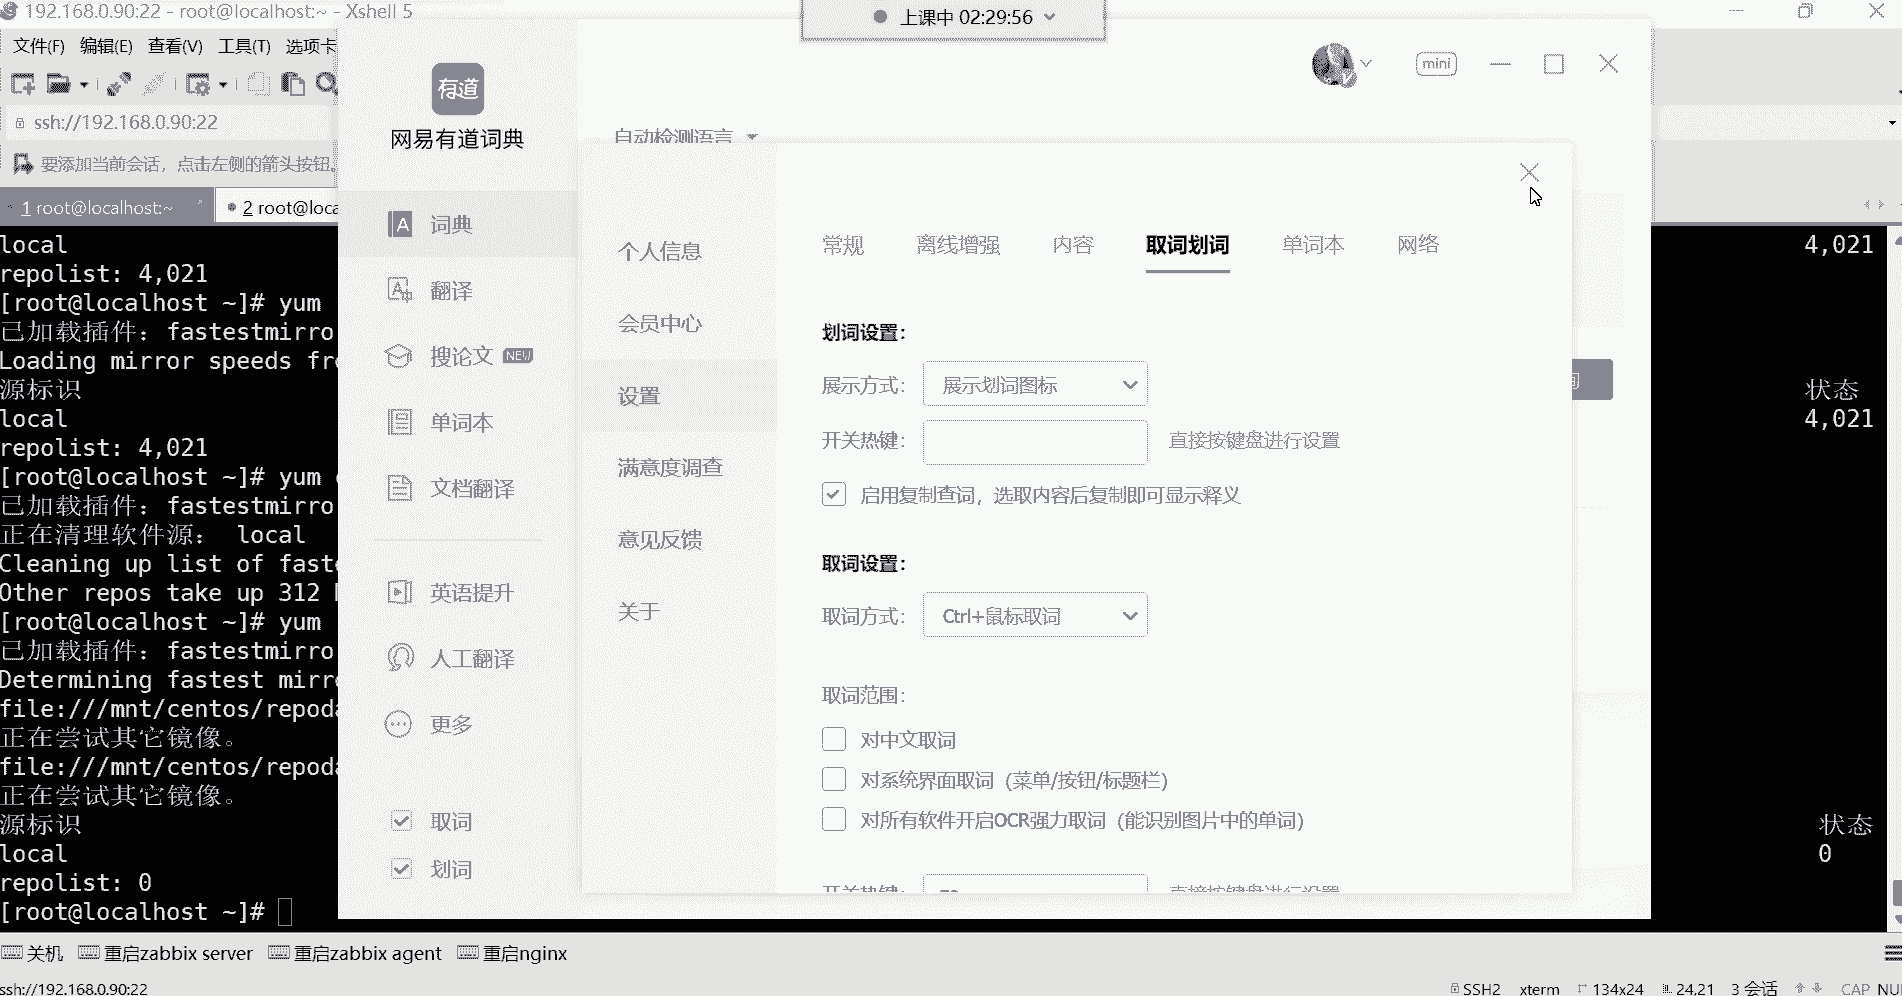 192.168.0.90:22 - root@localhost:~ - Xshell 5
上课中 02:29:56
文件(F) 编辑(E) 查看(V) 工具(T) 选项卡
ssh://192.168.0.90:22
要添加当前会话，点击左侧的箭头按钮。
1 root@localhost:~
2 root@loca
local
4,021
repolist: 4,021
[root@localhost ~]# yum
已加载插件：fastestmirro
Loading mirror speeds fr
源标识
状态
local
4,021
repolist: 4,021
[root@localhost ~]# yum
已加载插件：fastestmirro
正在清理软件源： local
Cleaning up list of fast
Other repos take up 312
[root@localhost ~]# yum
已加载插件：fastestmirro
Determining fastest mirr
file:///mnt/centos/repoda
正在尝试其它镜像。
file:///mnt/centos/repoda
正在尝试其它镜像。
源标识
状态
local
0
repolist: 0
[root@localhost ~]#
有道
网易有道词典
mini
词典
翻译
搜论文 NEW
单词本
文档翻译
英语提升
人工翻译
更多
取词
划词
自动检测语言
个人信息
会员中心
设置
满意度调查
意见反馈
关于
常规 离线增强 内容 取词划词 单词本 网络
划词设置：
展示方式： 展示划词图标
开关热键： 直接按键盘进行设置
启用复制查词，选取内容后复制即可显示释义
取词设置：
取词方式： Ctrl+鼠标取词
取词范围：
对中文取词
对系统界面取词（菜单/按钮/标题栏）
对所有软件开启OCR强力取词（能识别图片中的单词）
开关热键： 直接按键盘进行设置
关机 重启zabbix server 重启zabbix agent 重启nginx
ssh://192.168.0.90:22
SSH2 xterm 134x24 24,21 3 会话 CAP NU